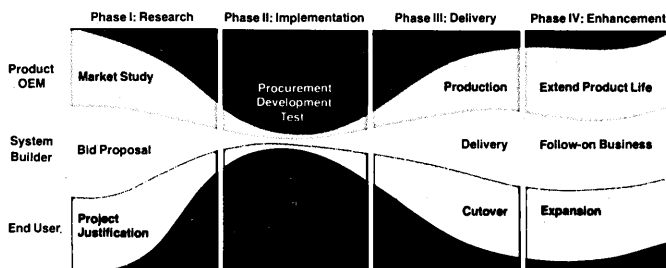 Phase I: Research Phase II: Implementation Phase III: Delivery Phase IV: Enhancement
Product
OEM
Market Study
Procurement
Development
Test
Production
Extend Product Life
System
Builder
Bid Proposal
Delivery
Follow-on Business
End User
Project
Justification
Cutover
Expansion